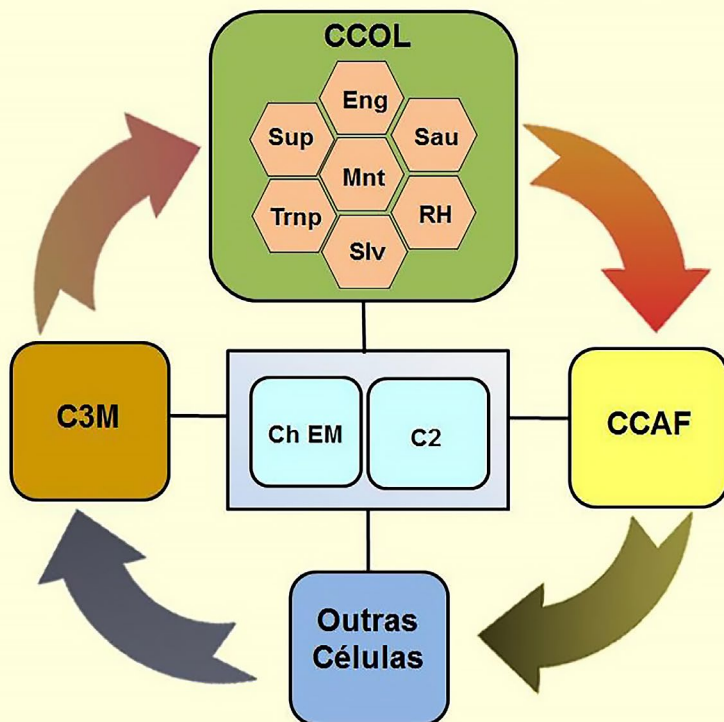 CCOL
Eng
Sup
Sau
Mnt
Trnp
RH
Slv
C3M
Ch EM
C2
CCAF
Outras
Células